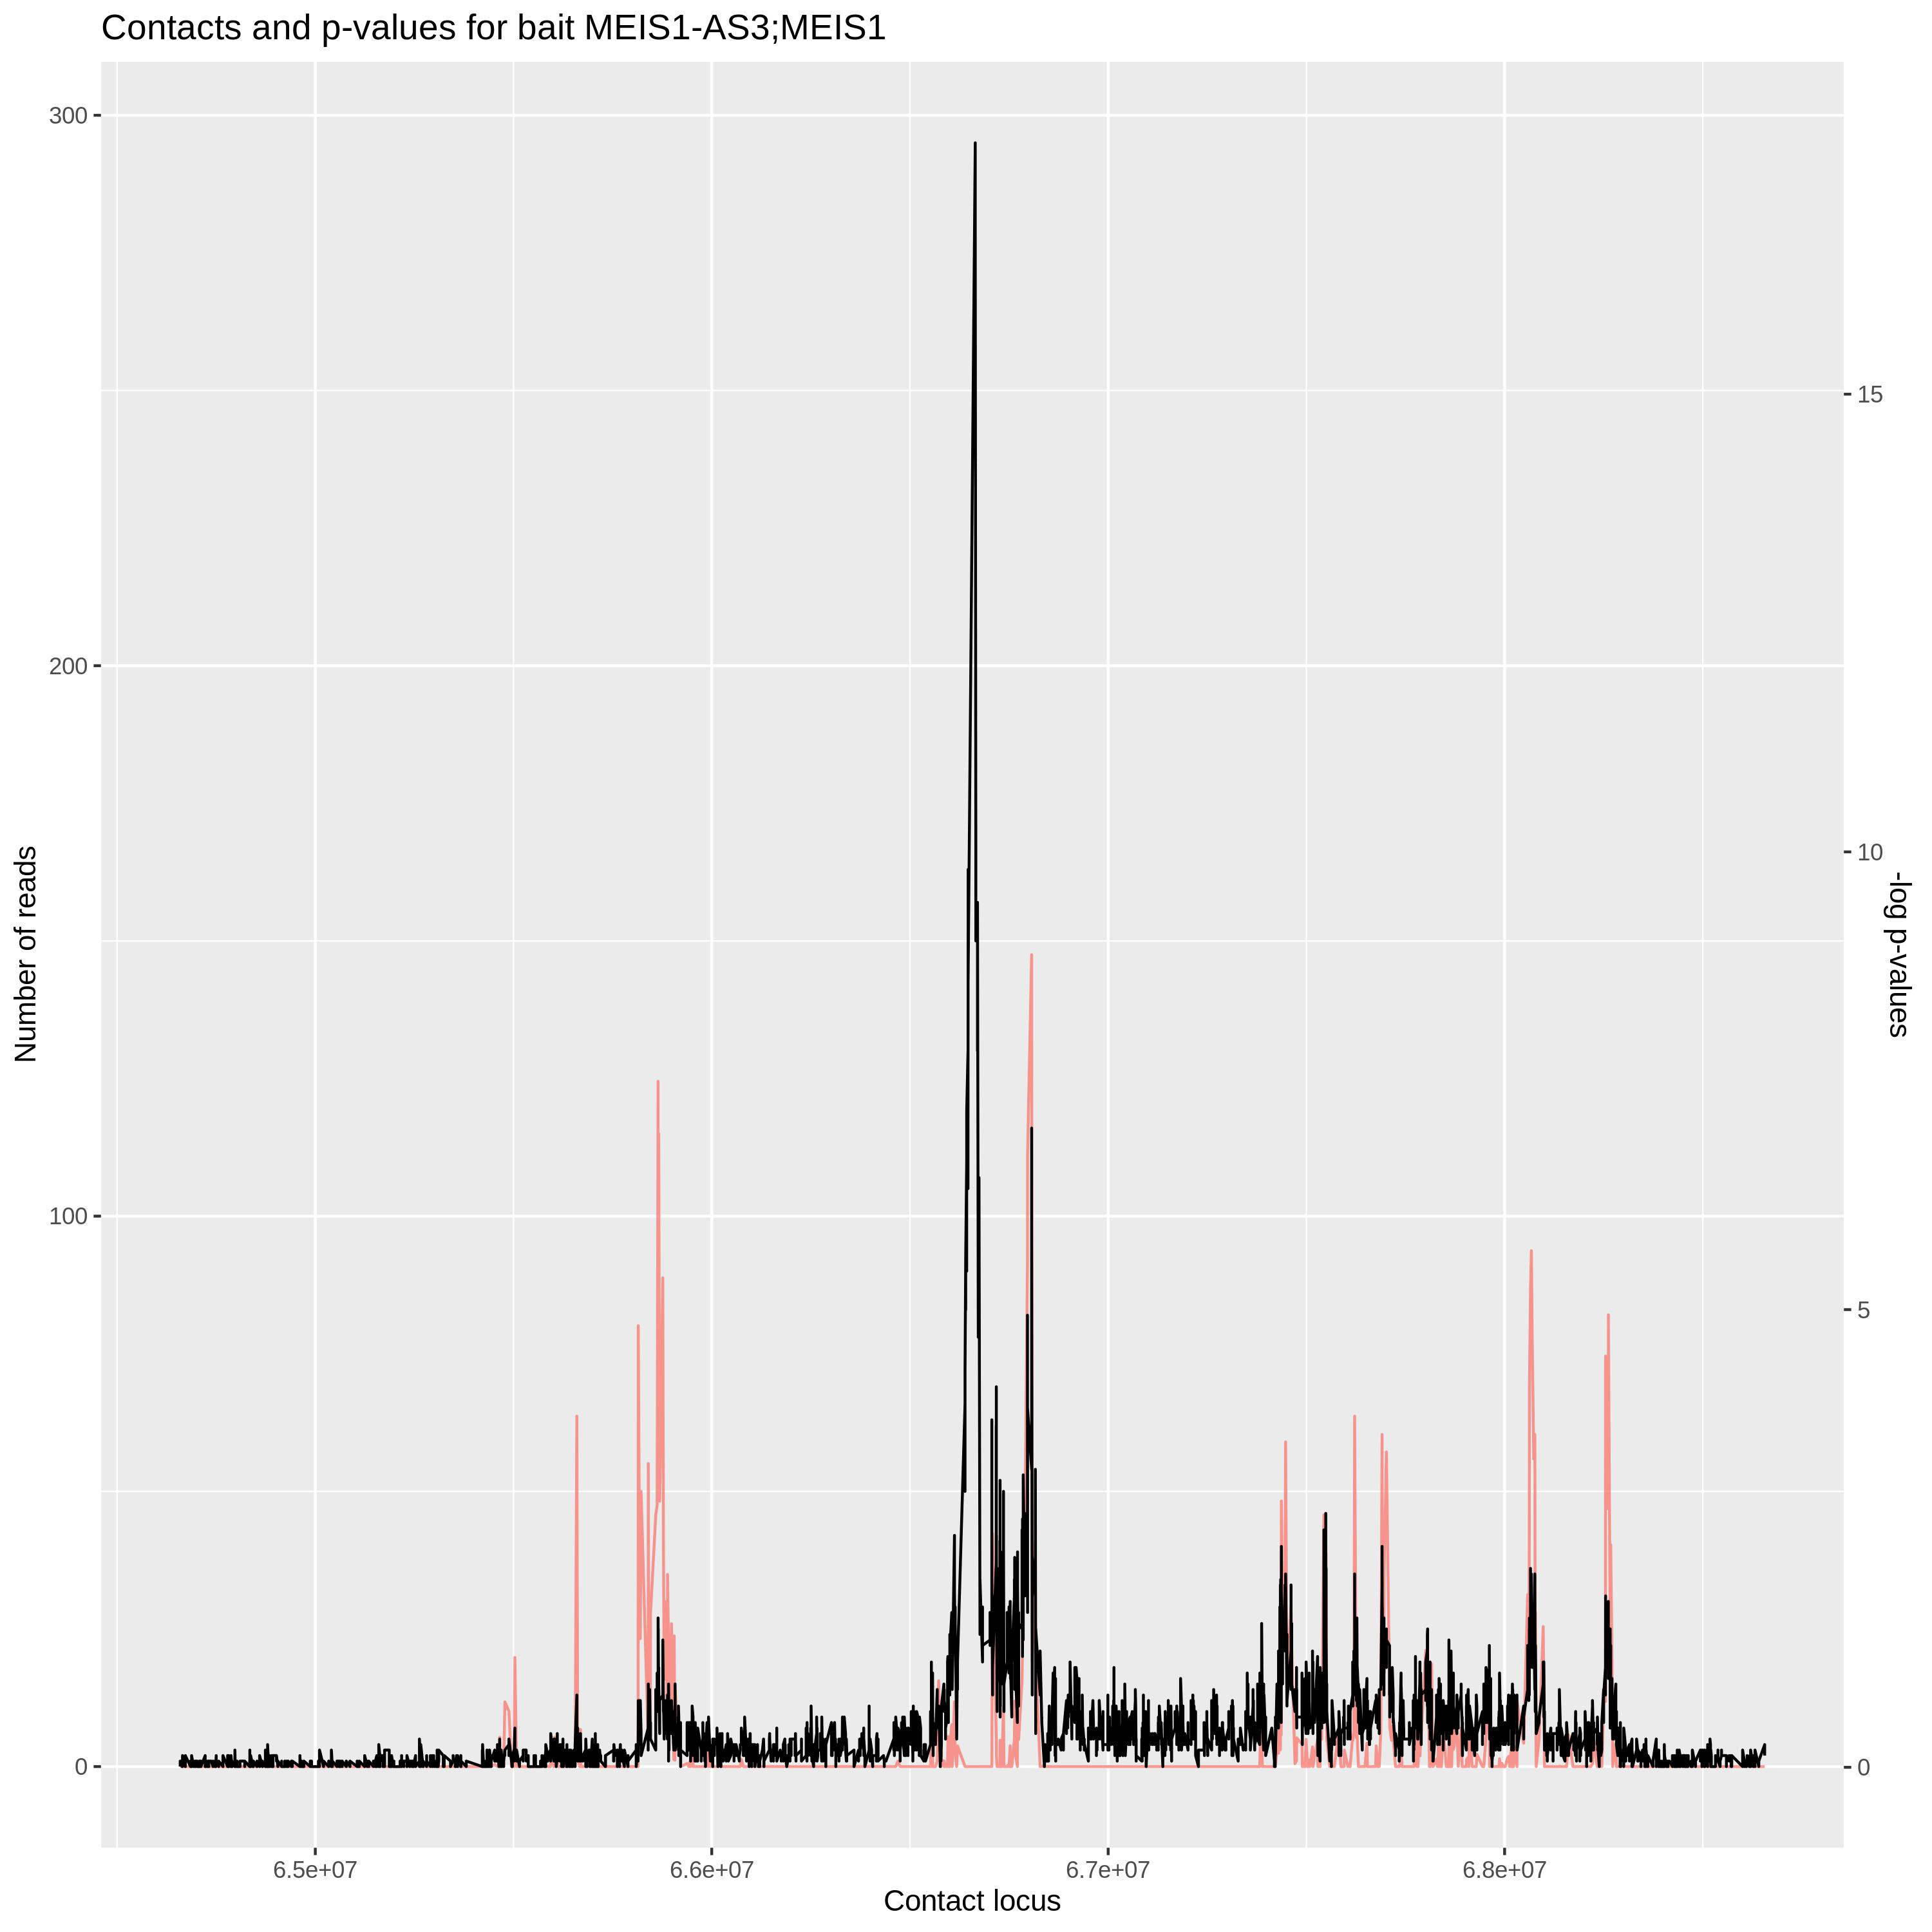 Contacts and p-values for bait MEIS1-AS3;MEIS1
300
200
100
0
Number of reads
15
10
5
0
-log p-values
6.5e+07
6.6e+07
6.7e+07
6.8e+07
Contact locus